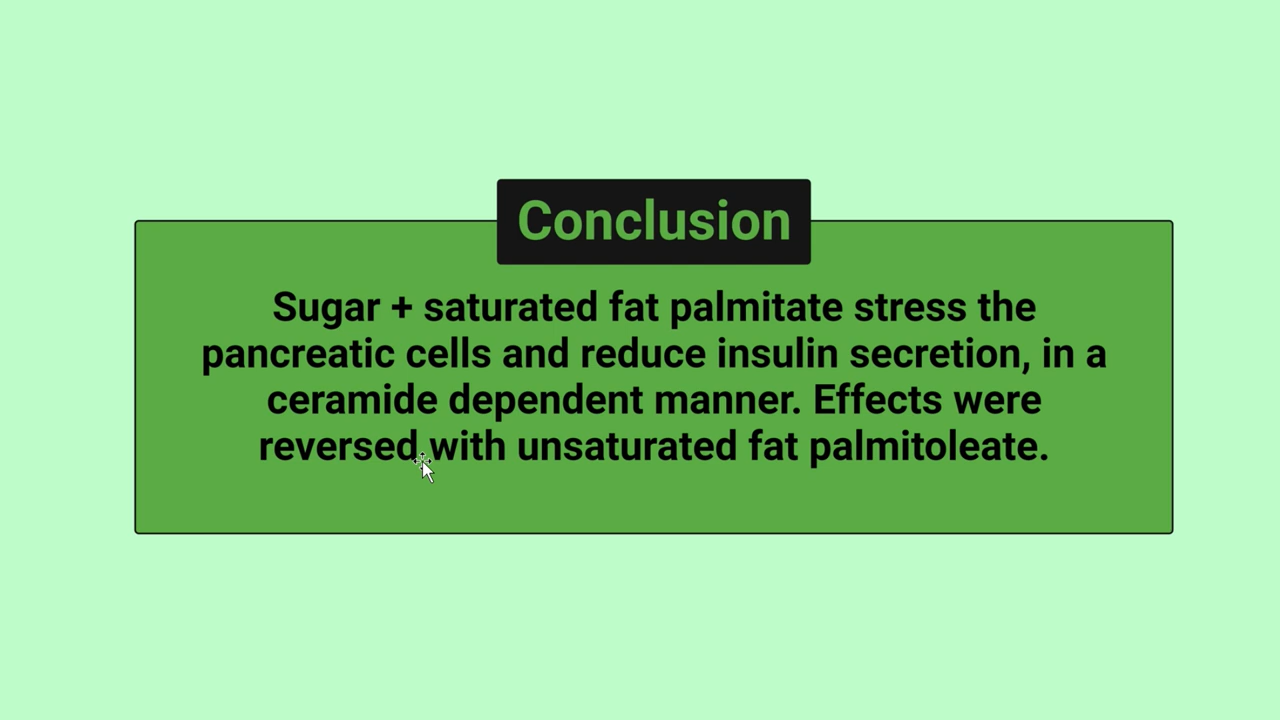 Conclusion
Sugar + saturated fat palmitate stress the
pancreatic cells and reduce insulin secretion, in a
ceramide dependent manner. Effects were
reversed with unsaturated fat palmitoleate.